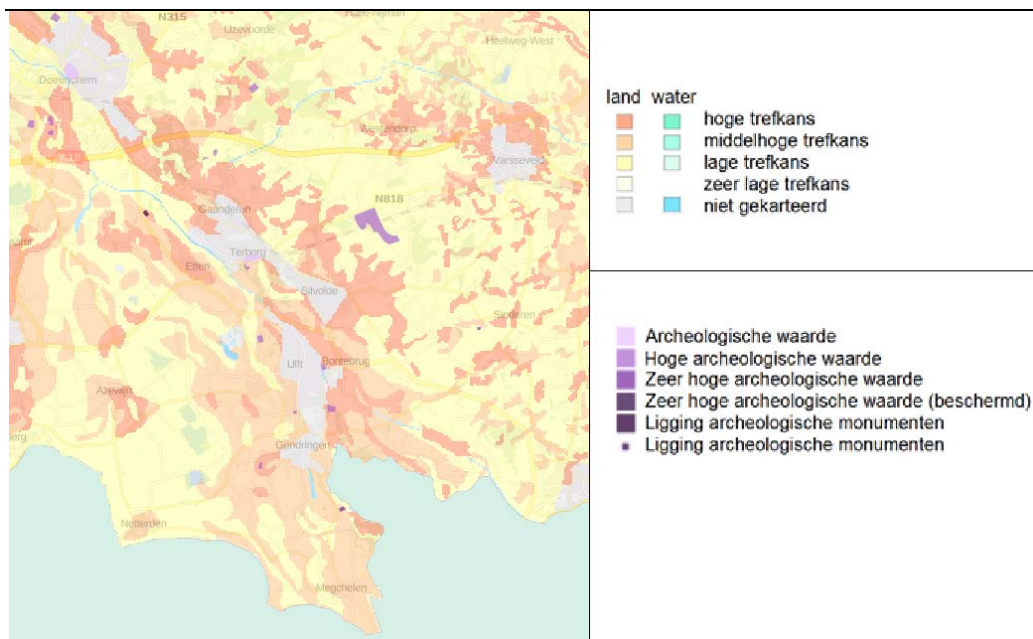 N315
IJzevoorde
Heelweg-West
Doetinchem
Westendorp
Varsseveld
A18
N818
Gaanderen
Terborg
Etten
Silvolde
Sinderen
Ulft
Bontebrug
Azewijn
Gendringen
Netterden
Megchelen
land water
hoge trefkans
middelhoge trefkans
lage trefkans
zeer lage trefkans
niet gekarteerd
Archeologische waarde
Hoge archeologische waarde
Zeer hoge archeologische waarde
Zeer hoge archeologische waarde (beschermd)
Ligging archeologische monumenten
Ligging archeologische monumenten